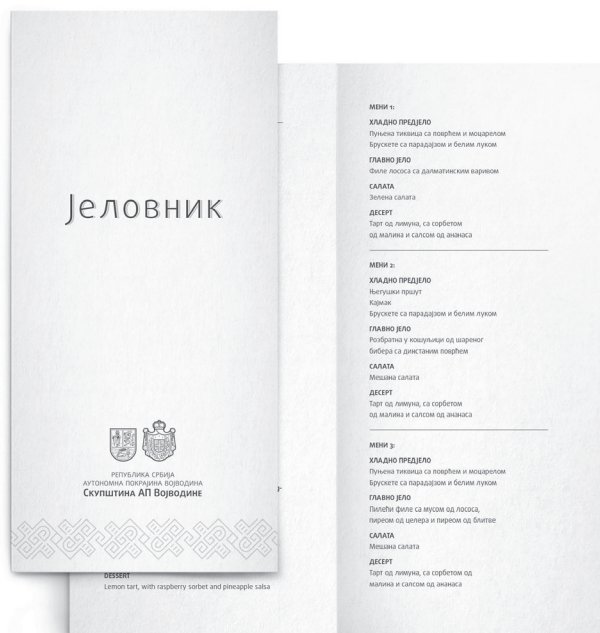 Јеловник
РЕПУБЛИКА СРБИЈА
АУТОНОМНА ПОКРАЈИНА ВОЈВОДИНА
Скупштина АП Војводине
DESSERT
Lemon tart, with raspberry sorbet and pineapple salsa
МЕНИ 1:
ХЛАДНО ПРЕДЈЕЛО
Пуњена тиквица са поврћем и моцарелом
Брускете са парадајзом и белим луком
ГЛАВНО ЈЕЛО
Филе лососа са далматинским варивом
САЛАТА
Зелена салата
ДЕСЕРТ
Тарт од лимуна, са сорбетом
од малина и салсом од ананаса
МЕНИ 2:
ХЛАДНО ПРЕДЈЕЛО
Његушки пршут
Кајмак
Брускете са парадајзом и белим луком
ГЛАВНО ЈЕЛО
Розбратна у кошуљици од шареног
бибера са динстаним поврћем
САЛАТА
Мешана салата
ДЕСЕРТ
Тарт од лимуна, са сорбетом
од малина и салсом од ананаса
МЕНИ 3:
ХЛАДНО ПРЕДЈЕЛО
Пуњена тиквица са поврћем и моцарелом
Брускете са парадајзом и белим луком
ГЛАВНО ЈЕЛО
Пилећи филе са мусом од лососа,
пиреом од целера и пиреом од блитве
САЛАТА
Мешана салата
ДЕСЕРТ
Тарт од лимуна, са сорбетом од
малина и салсом од ананаса